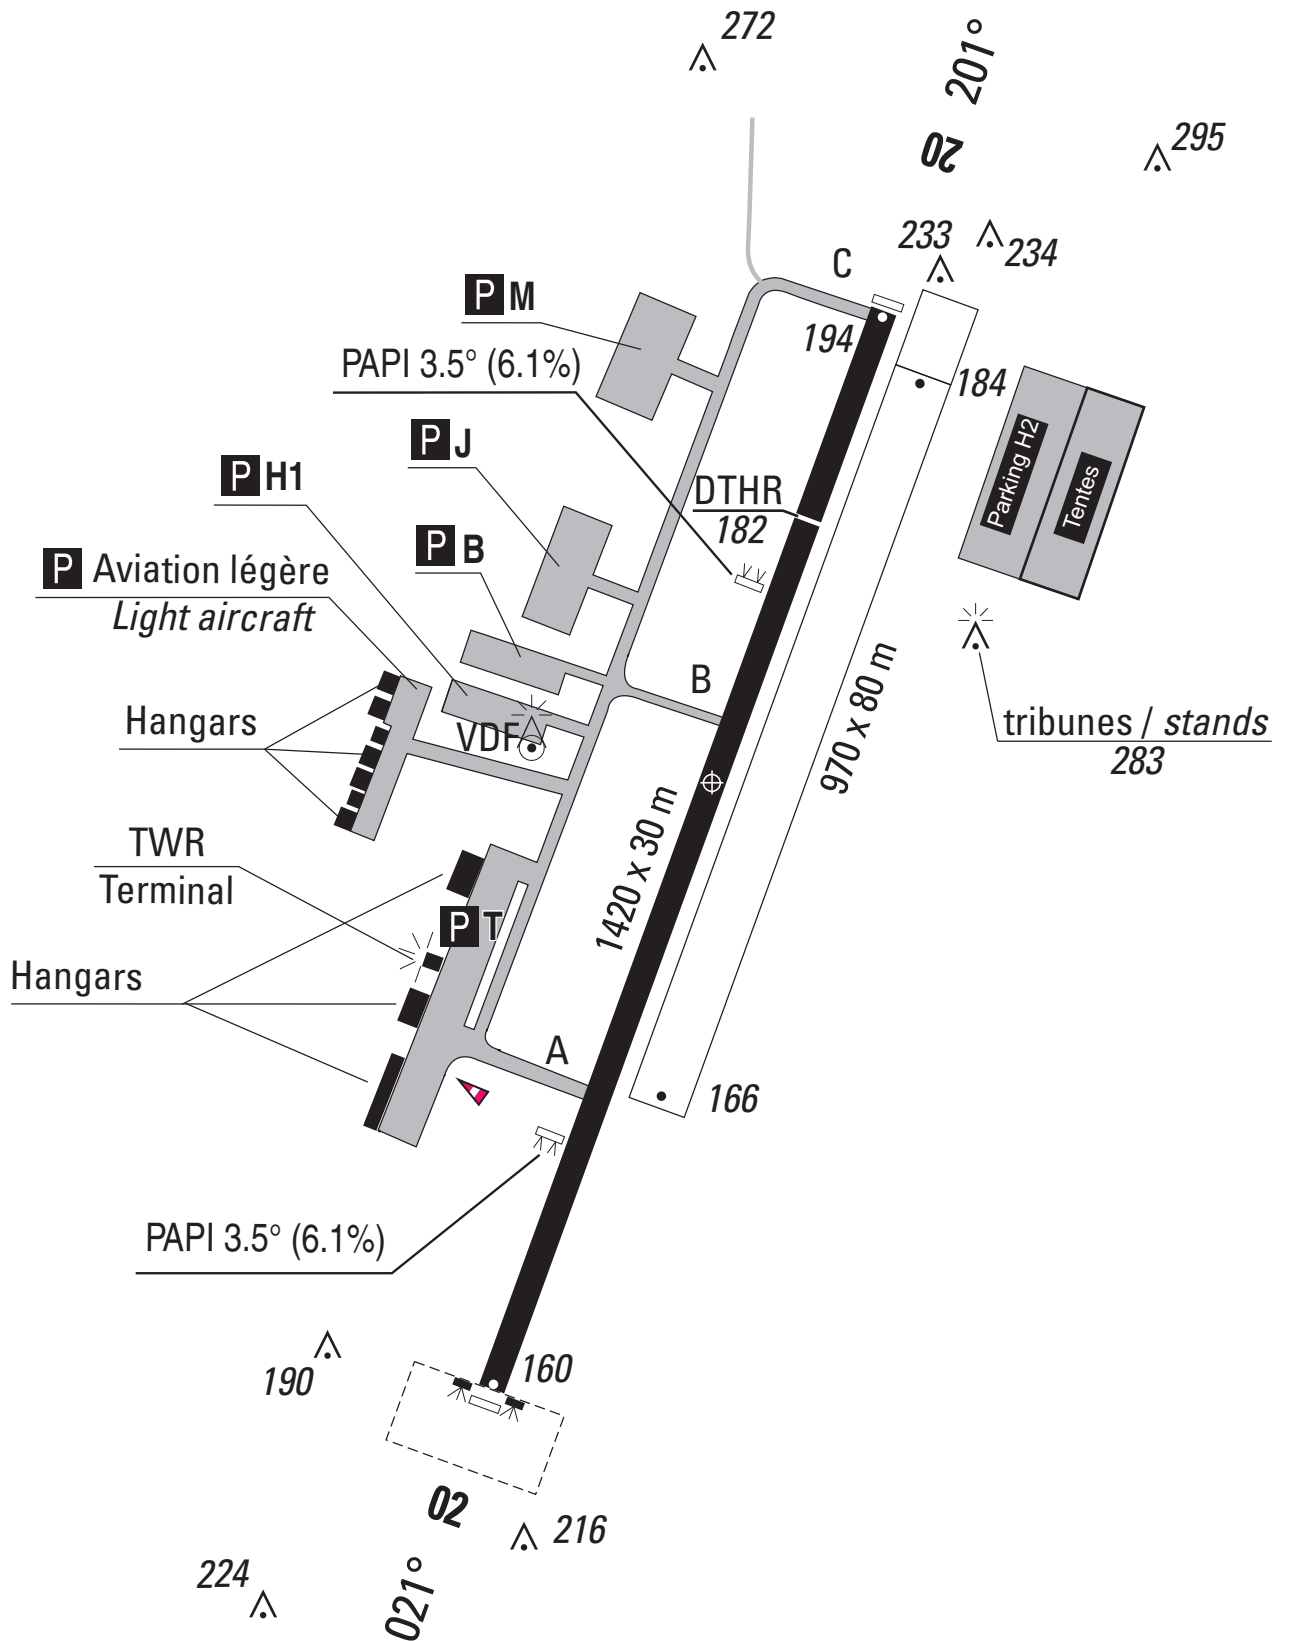 272
201°
20
295
233
234
C
P M
194
PAPI 3.5° (6.1%)
184
P J
Parking H2
Tentes
P H1
DTHR
182
P B
P Aviation légère
Light aircraft
B
Hangars
VDF
970 x 80 m
tribunes / stands
283
TWR
Terminal
1420 x 30 m
P T
Hangars
A
166
PAPI 3.5° (6.1%)
190
160
02
216
224
021°